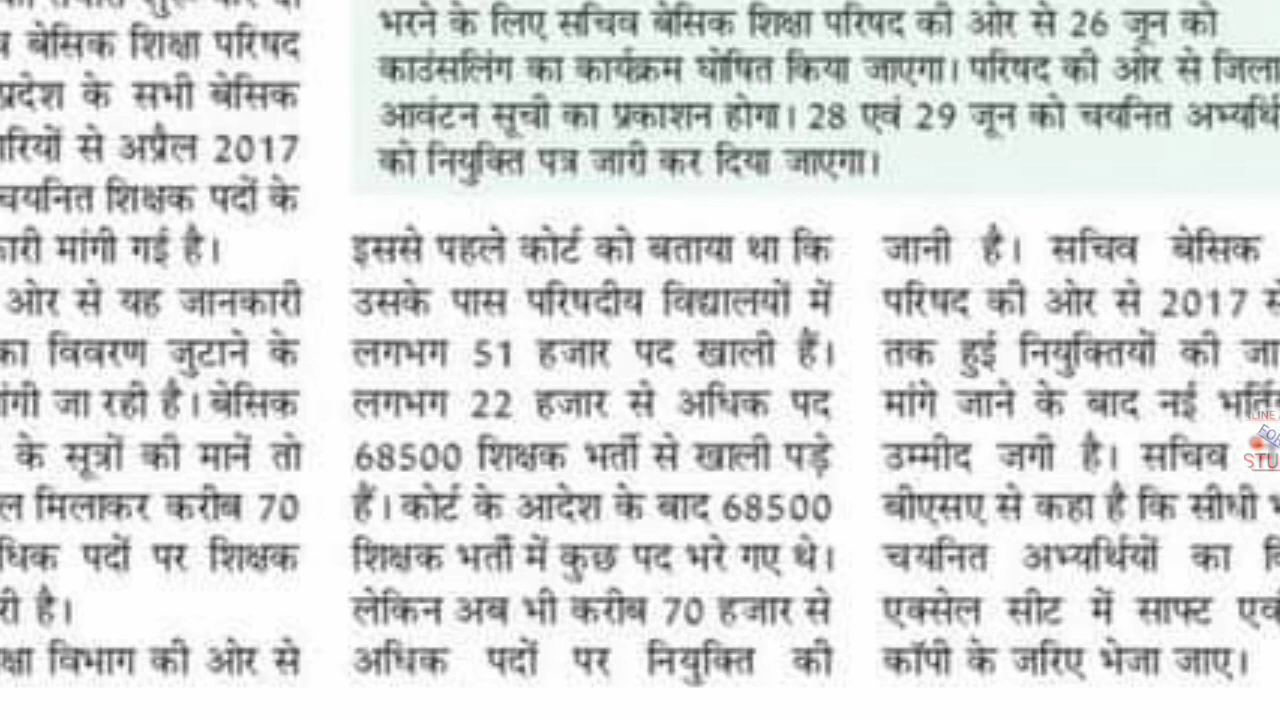 बेसिक शिक्षा परिषद
प्रदेश के सभी बेसिक
से अप्रैल 2017
चयनित शिक्षक पदों के
मांगी गई है।
ओर से यह जानकारी
का विवरण जुटाने के
जा रही है। बेसिक
के सूत्रों की मानें तो
मिलाकर करीब 70
पदों पर शिक्षक
है।
विभाग की ओर से
भरने के लिए सचिव बेसिक शिक्षा परिषद की ओर से 26 जून को
काउंसलिंग का कार्यक्रम घोषित किया जाएगा। परिषद की ओर से जिला
आवंटन सूची का प्रकाशन होगा। 28 एवं 29 जून को चयनित
को नियुक्ति पत्र जारी कर दिया जाएगा।
इससे पहले कोर्ट को बताया था कि
उसके पास परिषदीय विद्यालयों में
लगभग 51 हजार पद खाली हैं।
लगभग 22 हजार से अधिक पद
68500 शिक्षक भर्ती से खाली पड़े
हैं। कोर्ट के आदेश के बाद 68500
शिक्षक भर्ती में कुछ पद भरे गए थे।
लेकिन अब भी करीब 70 हजार से
अधिक पदों पर नियुक्ति की
जानी है। सचिव बेसिक
परिषद की ओर से 2017 से
तक हुई नियुक्तियों की
मांगे जाने के बाद नई
उम्मीद जगी है। सचिव
बीएसए से कहा है कि सीधी
चयनित अभ्यर्थियों का
एक्सेल सीट में साफ्ट
कॉपी के जरिए भेजा जाए।